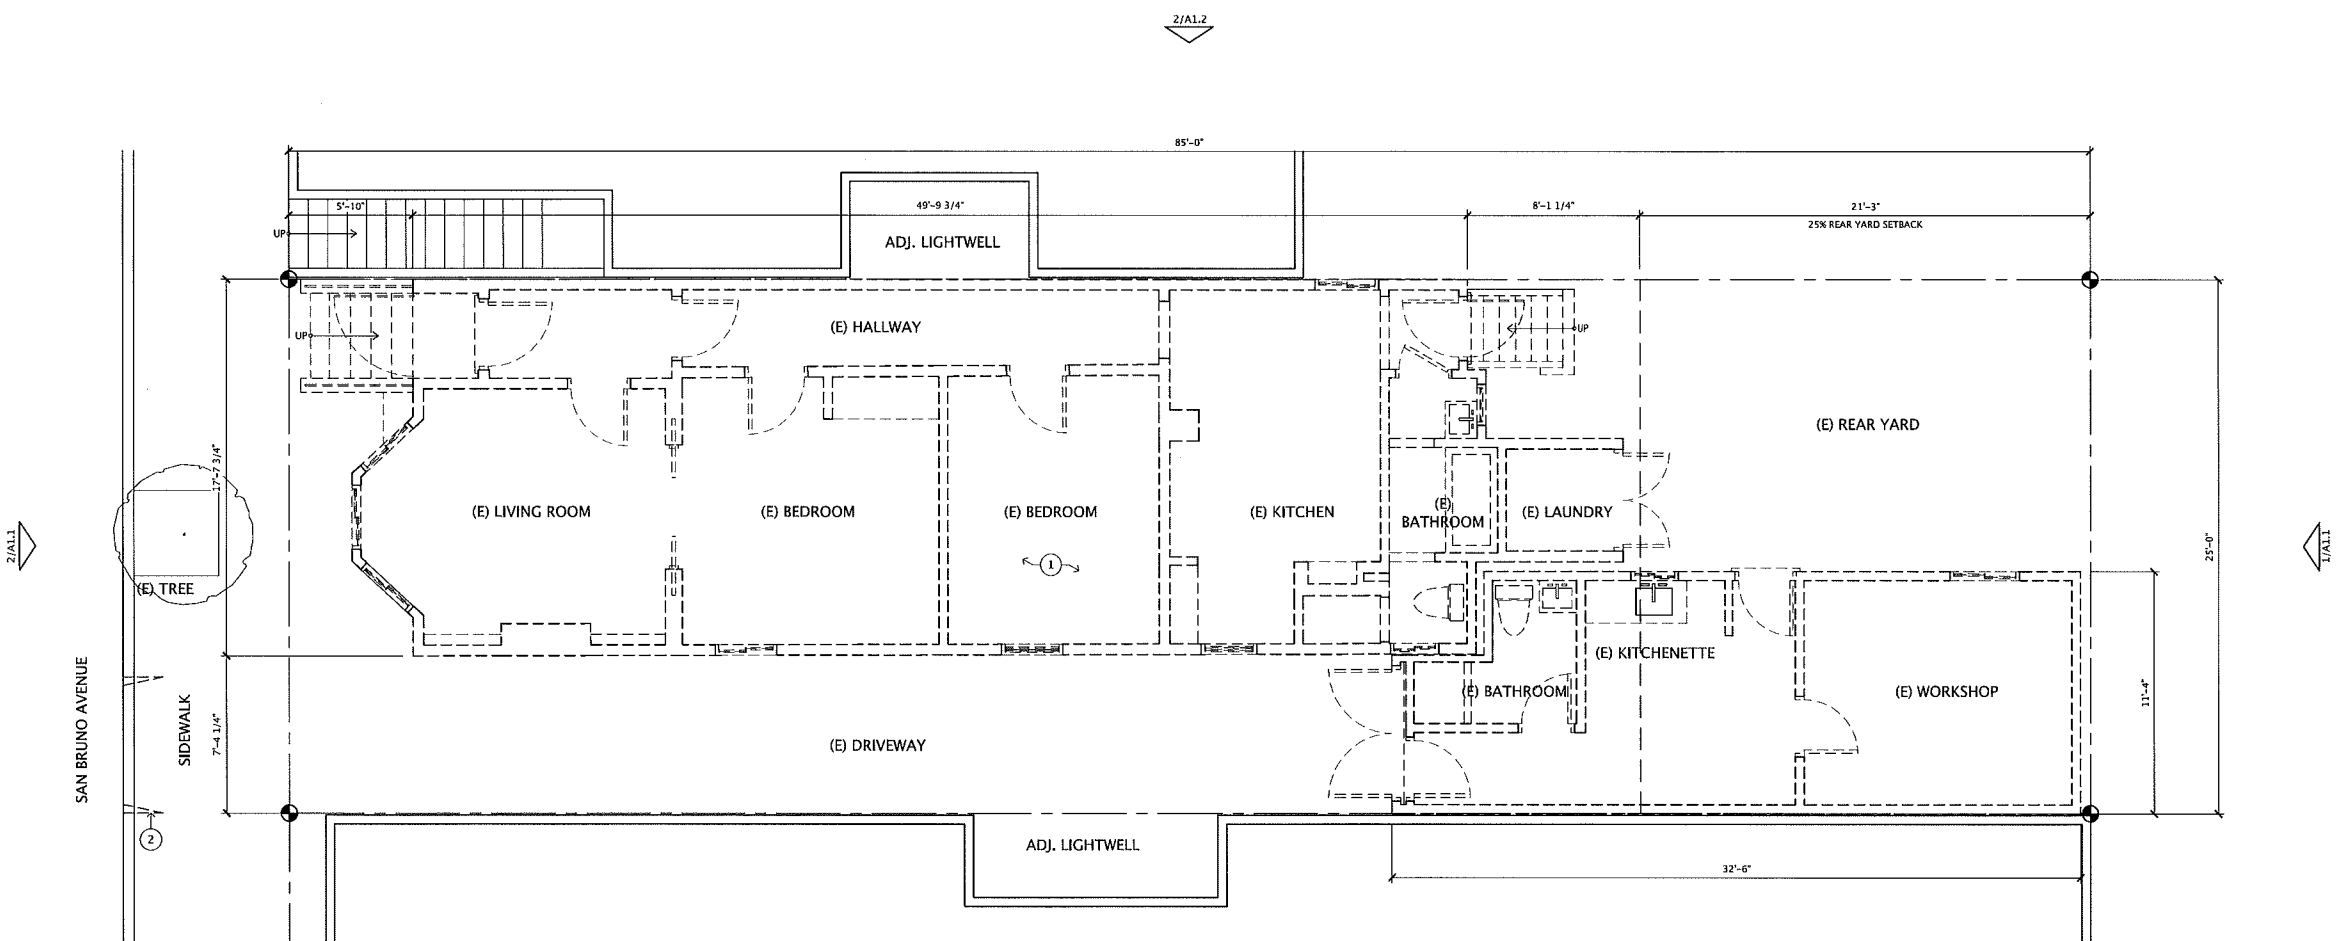 2/A1.2
85'-0"
5'-10"
49'-9 3/4"
8'-1 1/4"
21'-3"
25% REAR YARD SETBACK
UP
ADJ. LIGHTWELL
UP
(E) HALLWAY
UP
(E) REAR YARD
17'-7 3/4"
(E) LIVING ROOM
(E) BEDROOM
(E) BEDROOM
(E) KITCHEN
(E)
BATHROOM
(E) LAUNDRY
2/A1.1
1/A1.1
25'-0"
1
(E) TREE
(E) KITCHENETTE
(E) BATHROOM
(E) WORKSHOP
11'-4"
SAN BRUNO AVENUE
SIDEWALK
7'-4 1/4"
(E) DRIVEWAY
2
ADJ. LIGHTWELL
32'-6"